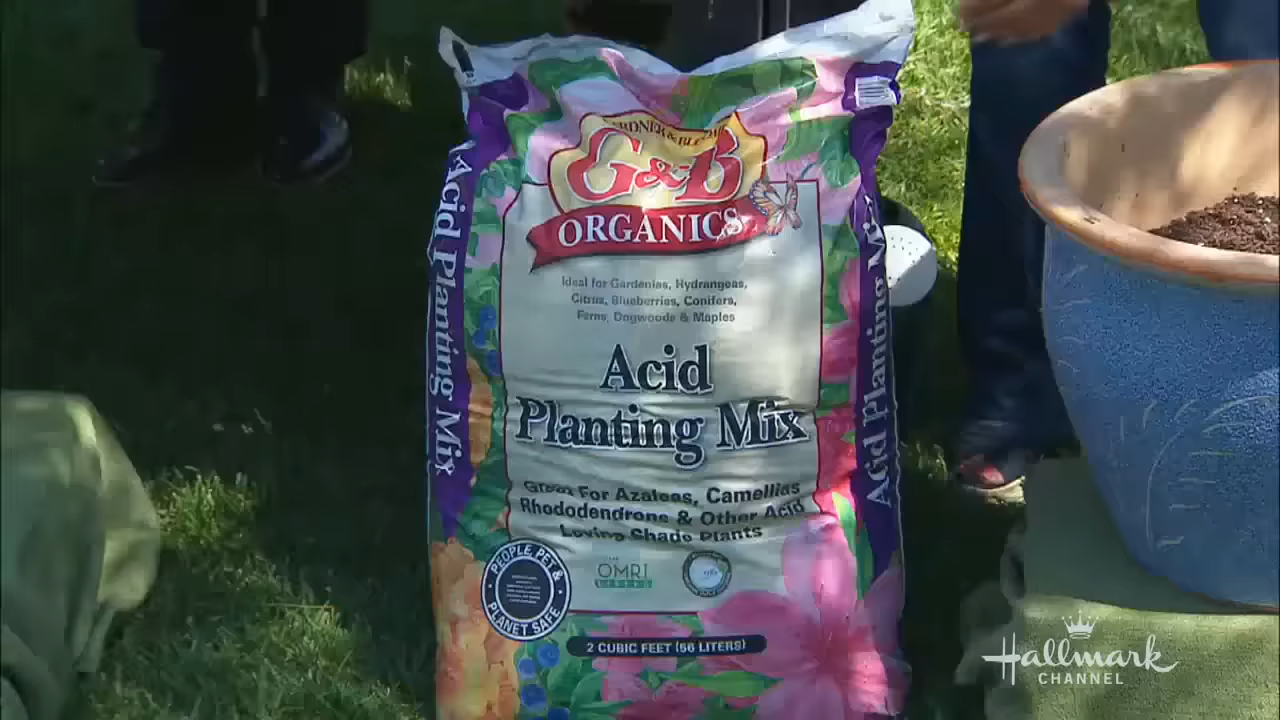 G&B
ORGANICS
Ideal for Gardenias, Hydrangeas,
Citrus, Blueberries, Conifers,
Ferns, Dogwoods & Maples
Acid
Planting Mix
Great For Azaleas, Camellias
Rhododendrons & Other Acid
Loving Shade Plants
PEOPLE, PET &
PLANET SAFE
OMRI
2 CUBIC FEET (56 LITERS)
Acid Planting Mix
Acid Planting Mix
Hallmark
CHANNEL